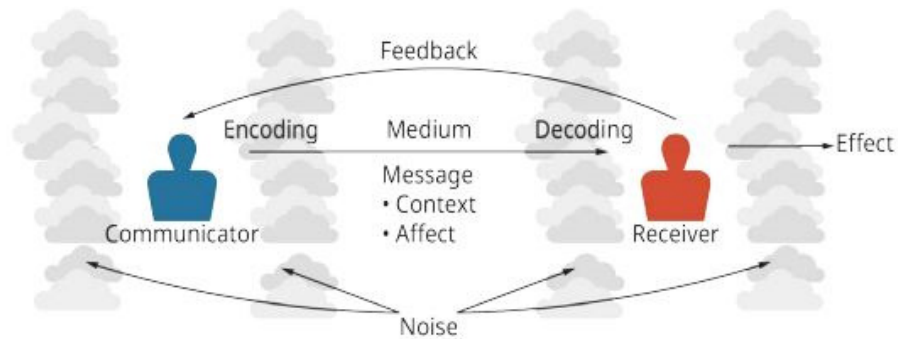 Feedback
Encoding
Medium
Decoding
Effect
Message
• Context
• Affect
Communicator
Receiver
Noise